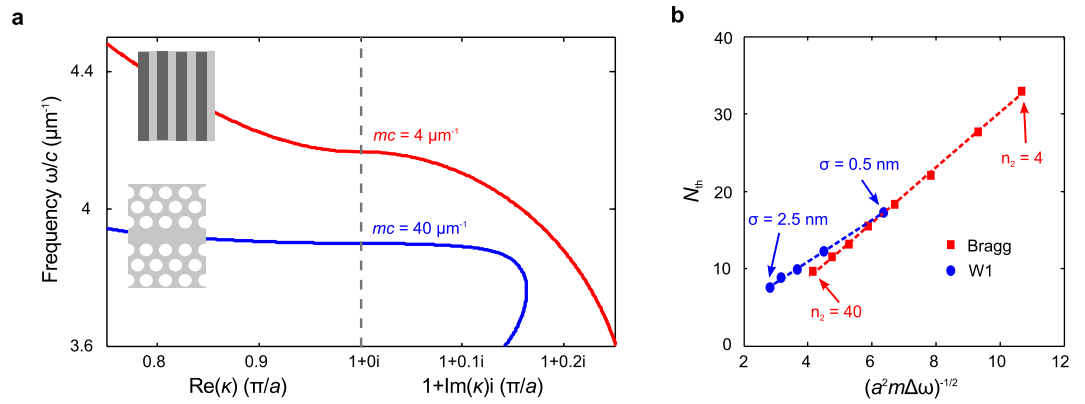 a
Frequency ω/c (μm⁻¹)
4.4
4
3.6
mc = 4 μm⁻¹
mc = 40 μm⁻¹
0.8
0.9
1+0i
1+0.1i
1+0.2i
Re(κ) (π/a)
1+Im(κ)i (π/a)
b
N_th
40
30
20
10
0
σ = 0.5 nm
σ = 2.5 nm
n₂ = 4
n₂ = 40
Bragg
W1
2
4
6
8
10
12
(a²mΔω)⁻¹/²